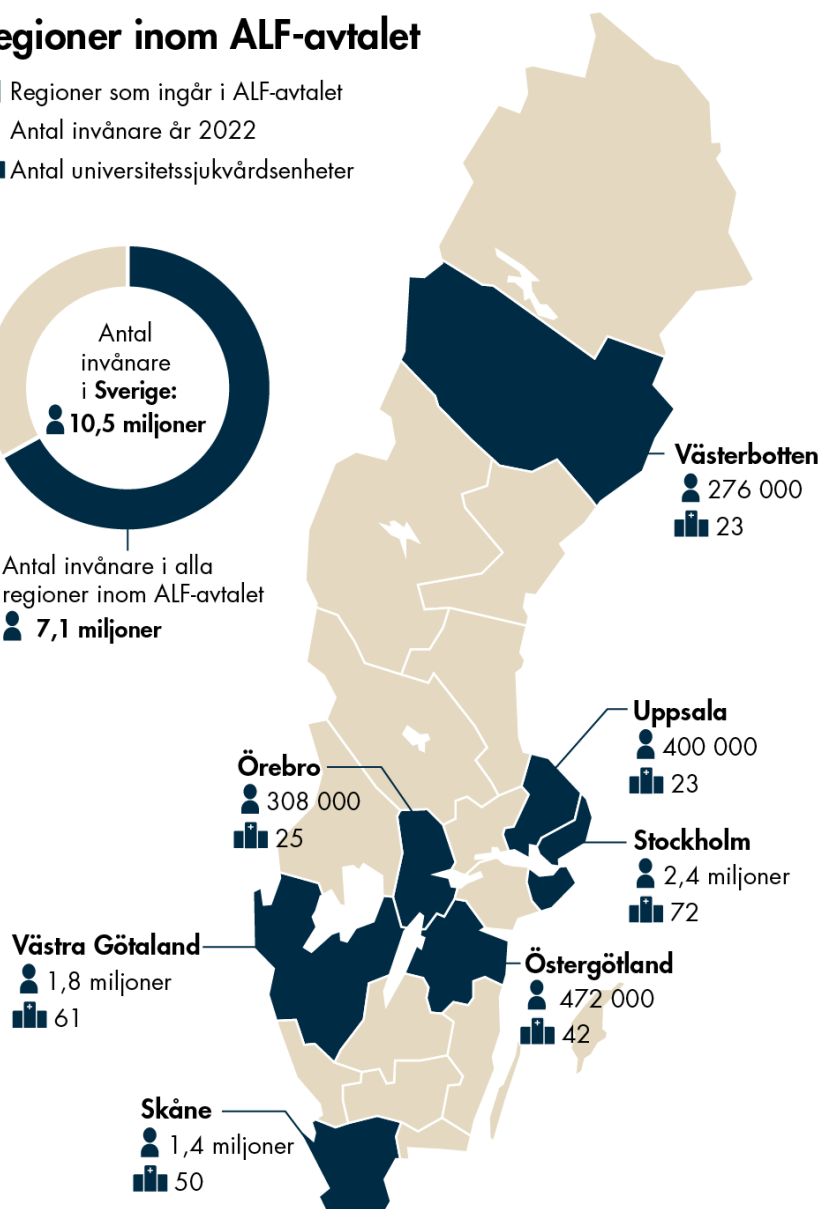 egioner inom ALF-avtalet
Regioner som ingår i ALF-avtalet
Antal invånare år 2022
Antal universitetssjukvårdsenheter
Antal
invånare
i Sverige:
10,5 miljoner
Antal invånare i alla
regioner inom ALF-avtalet
7,1 miljoner
Västerbotten
276 000
23
Uppsala
400 000
23
Örebro
308 000
25
Stockholm
2,4 miljoner
72
Västra Götaland
1,8 miljoner
61
Östergötland
472 000
42
Skåne
1,4 miljoner
50